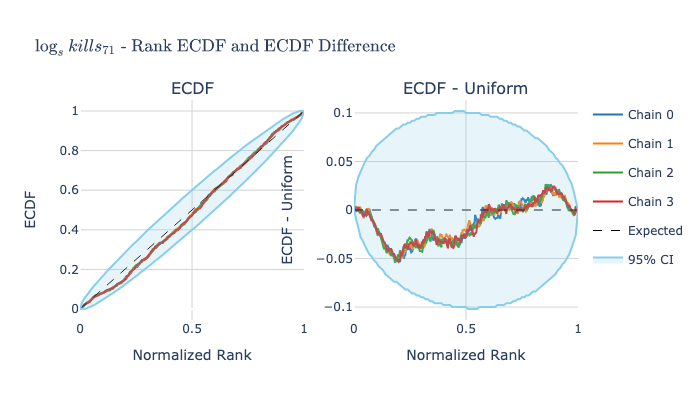 log_s kills_71 - Rank ECDF and ECDF Difference
ECDF
ECDF - Uniform
ECDF
1
0.8
0.6
0.4
0.2
0
0
0.5
1
Normalized Rank
ECDF - Uniform
0.1
0.05
0
−0.05
−0.1
0
0.5
1
Normalized Rank
Chain 0
Chain 1
Chain 2
Chain 3
Expected
95% CI